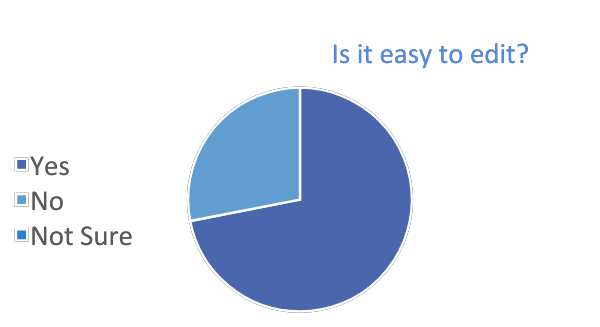 Is it easy to edit?
Yes
No
Not Sure